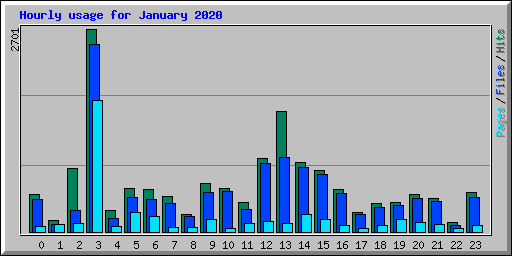 Hourly usage for January 2020
2701
Pages/Files/Hits
0 1 2 3 4 5 6 7 8 9 10 11 12 13 14 15 16 17 18 19 20 21 22 23